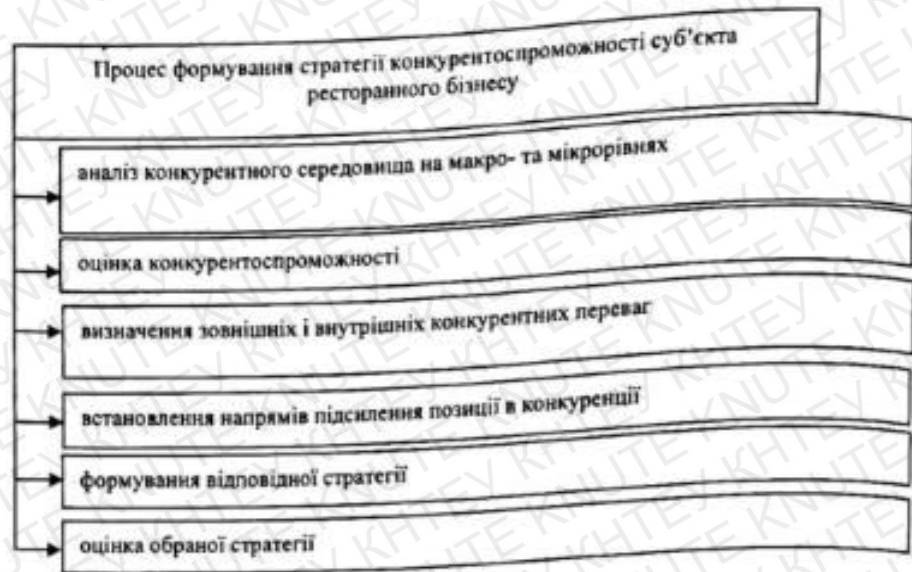 Процес формування стратегії конкурентоспроможності суб'єкта
ресторанного бізнесу
аналіз конкурентного середовища на макро- та мікрорівнях
оцінка конкурентоспроможності
визначення зовнішніх і внутрішніх конкурентних переваг
встановлення напрямів підсилення позиції в конкуренції
формування відповідної стратегії
оцінка обраної стратегії